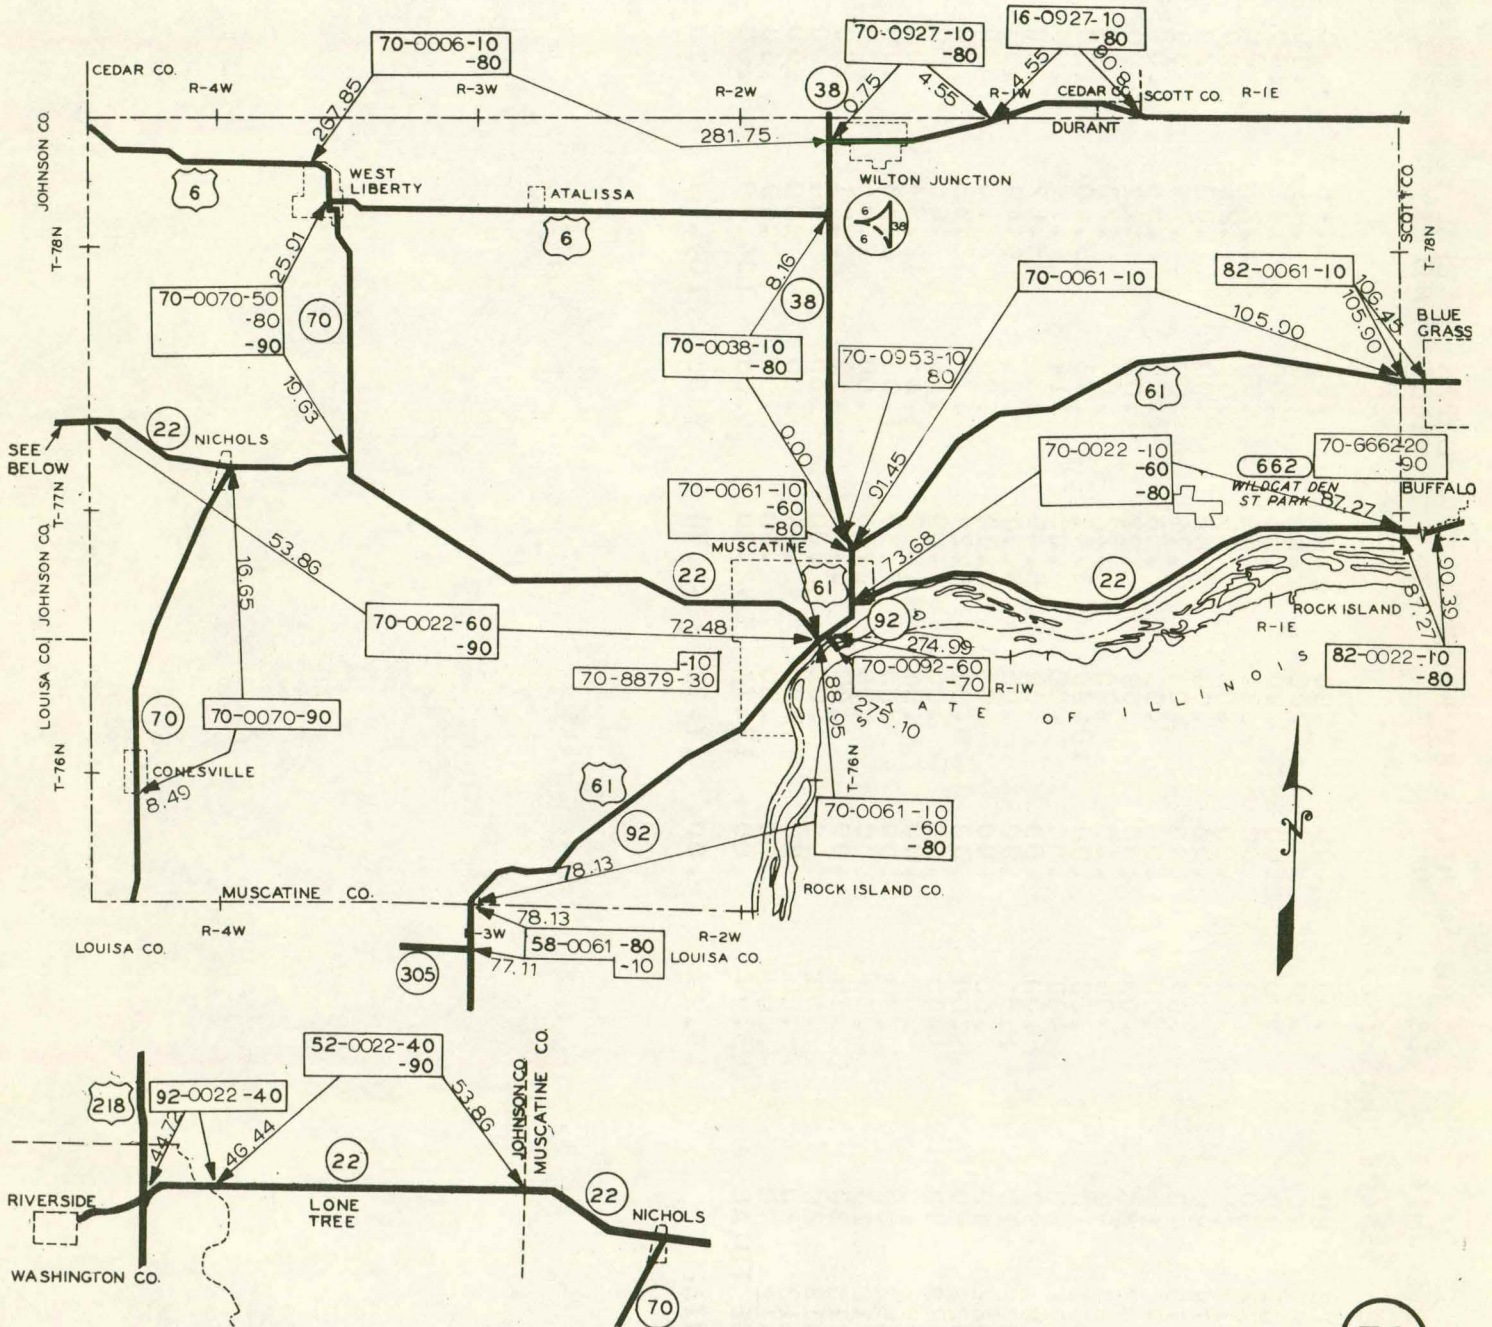 70-0006-10
-80
70-0927-10
-80
16-0927-10
-80
CEDAR CO.
R-4W
R-3W
R-2W
38
R-1W
CEDAR CO.
SCOTT CO.
R-1E
267.85
0.75
4.55
4.55
90.8
281.75
DURANT
JOHNSON CO.
WEST
LIBERTY
ATALISSA
WILTON JUNCTION
6
6
6
6
38
SCOTT CO.
T-78N
T-78N
25.91
8.16
70-0061-10
82-0061-10
106.45
105.90
105.90
BLUE
GRASS
70-0070-50
-80
-90
70
38
70-0038-10
-80
70-0953-10
80
61
19.63
0.00
91.45
22
NICHOLS
SEE
BELOW
70-0022-10
-60
-80
662
WILDCAT DEN
ST PARK
70-6662-20
-90
BUFFALO
87.27
T-77N
70-0061-10
-60
-80
MUSCATINE
73.68
JOHNSON CO.
53.86
16.65
22
61
22
92
87.27
90.39
ROCK ISLAND
R-1E
70-0022-60
-90
72.48
274.99
70-0092-60
-70
R-1W
-10
70-8879-30
82-0022-10
-80
LOUISA CO.
70
70-0070-90
88.95
275.10
STATE OF ILLINOIS
T-76N
CONESVILLE
8.49
61
T-76N
92
70-0061-10
-60
-80
78.13
N
MUSCATINE CO.
ROCK ISLAND CO.
R-4W
78.13
-3W
58-0061-80
-10
R-2W
LOUISA CO.
LOUISA CO.
305
77.11
52-0022-40
-90
218
92-0022-40
44.72
46.44
53.86
JOHNSON CO.
MUSCATINE CO.
22
RIVERSIDE
LONE
TREE
22
NICHOLS
WASHINGTON CO.
70